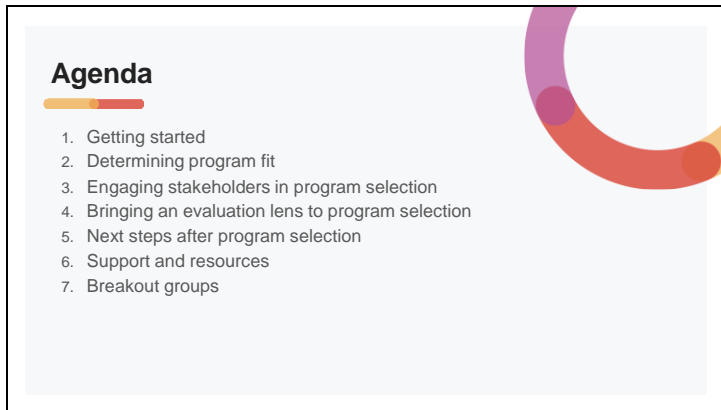 Agenda
1. Getting started
2. Determining program fit
3. Engaging stakeholders in program selection
4. Bringing an evaluation lens to program selection
5. Next steps after program selection
6. Support and resources
7. Breakout groups